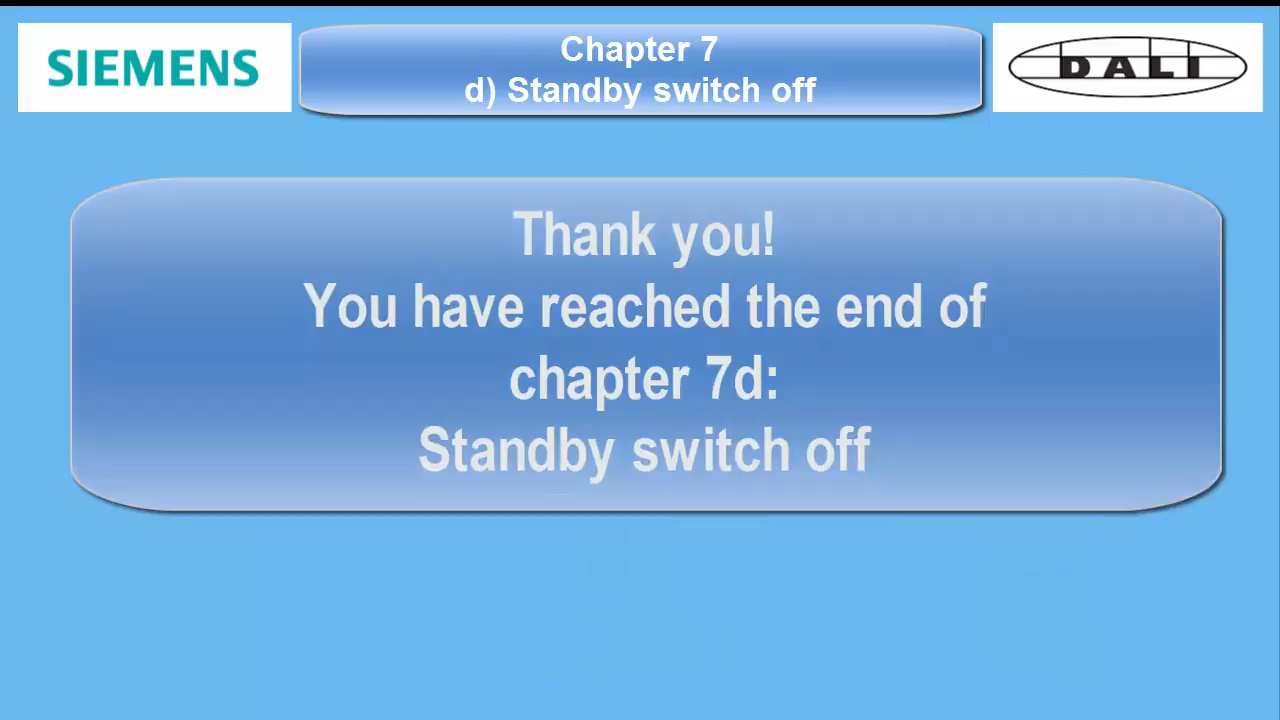 SIEMENS
Chapter 7
d) Standby switch off
DALI
Thank you!
You have reached the end of
chapter 7d:
Standby switch off